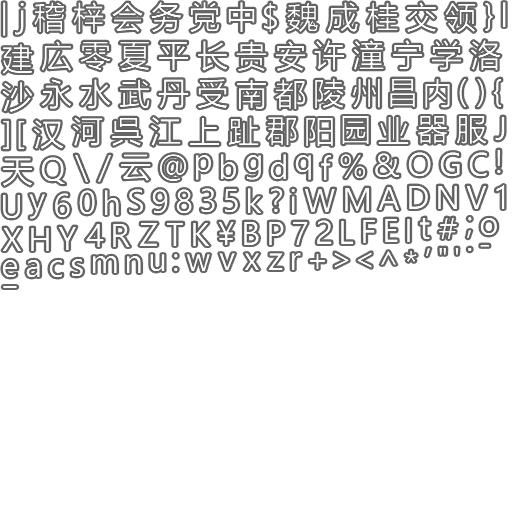 |j稽梓会务党中$魏成桂交领}l
建広零夏平长贵安许潼宁学洛
沙永水武丹受南都陵州昌内(){
][汉河呉江上趾郡阳园业器服J
天Q\/云@pbgdqf%&OGC!
Uy60hS9835k?iWMADNV1
XHY4RZTK¥BP72LFEIt#;o-
eacsmnu:wvxzr+><^*′"'·
_